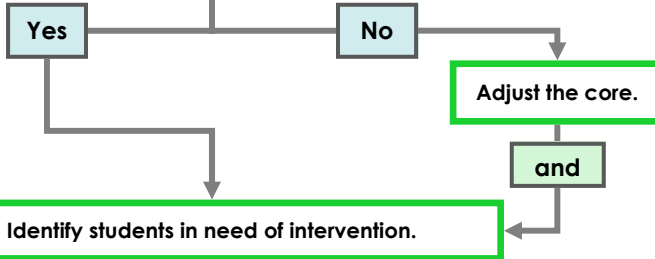 Yes
No
Adjust the core.
and
Identify students in need of intervention.